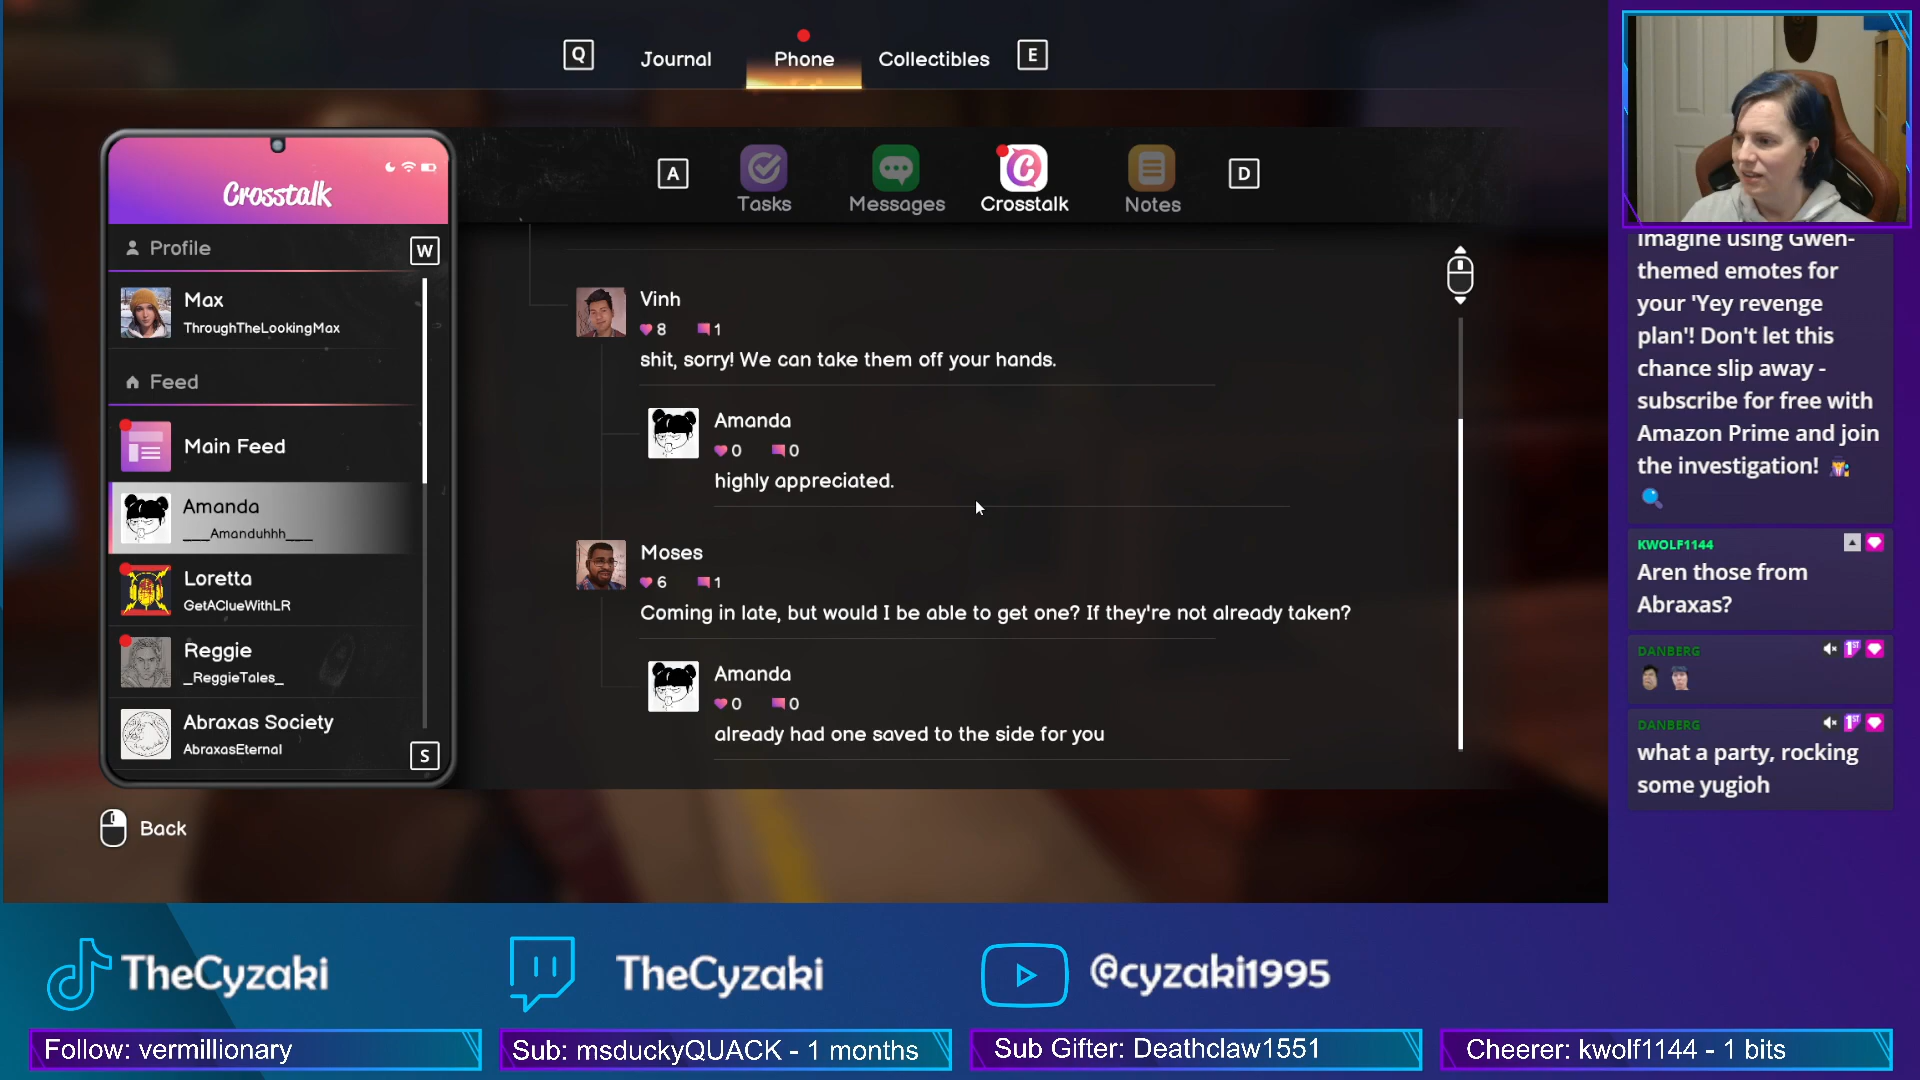 Q
Journal
Phone
Collectibles
E
Crosstalk
Profile
W
Max
ThroughTheLookingMax
Feed
Main Feed
Amanda
___Amanduhhh___
Loretta
GetAClueWithLR
Reggie
_ReggieTales_
Abraxas Society
AbraxasEternal
S
Back
A
Tasks
Messages
Crosstalk
Notes
D
Vinh
8 1
shit, sorry! We can take them off your hands.
Amanda
0 0
highly appreciated.
Moses
6 1
Coming in late, but would I be able to get one? If they're not already taken?
Amanda
0 0
already had one saved to the side for you
Imagine using Gwen-
themed emotes for
your 'Yey revenge
plan'! Don't let this
chance slip away -
subscribe for free with
Amazon Prime and join
the investigation!
KWOLF1144
Aren those from
Abraxas?
DANBERG
1st
DANBERG
1st
what a party, rocking
some yugioh
TheCyzaki
TheCyzaki
@cyzaki1995
Follow: vermillionary
Sub: msduckyQUACK - 1 months
Sub Gifter: Deathclaw1551
Cheerer: kwolf1144 - 1 bits